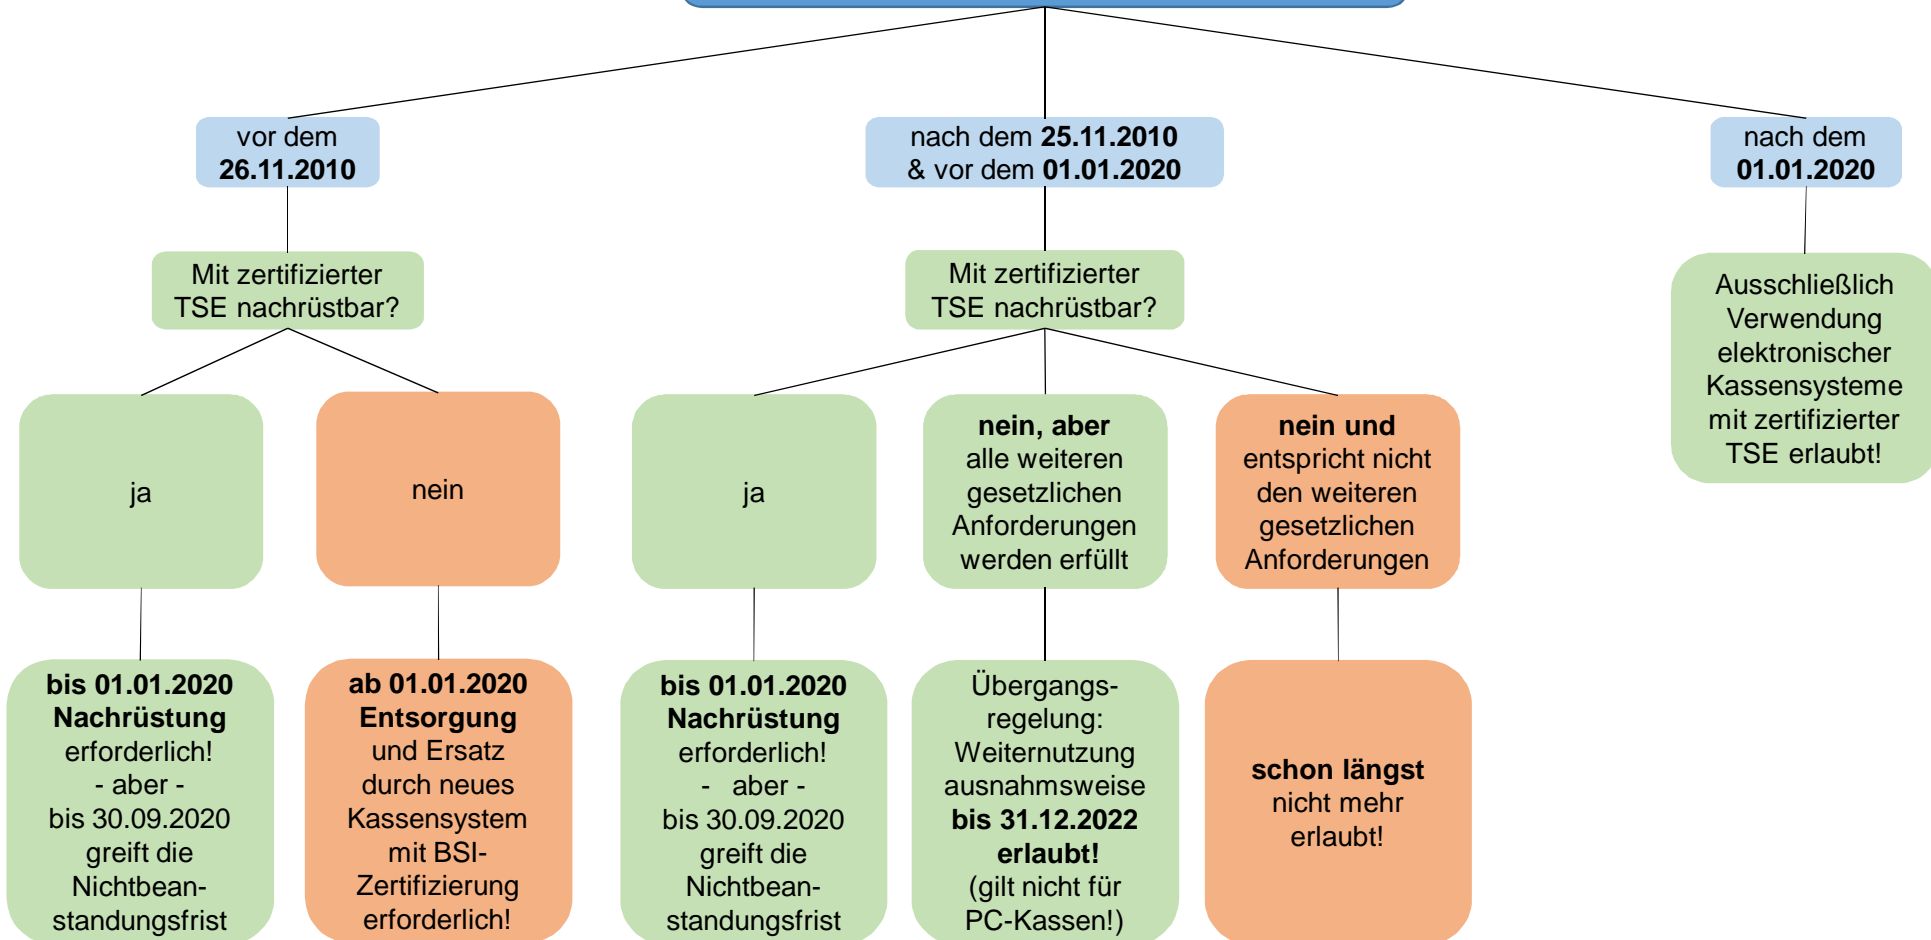 vor dem
26.11.2010
nach dem 25.11.2010
& vor dem 01.01.2020
nach dem
01.01.2020
Mit zertifizierter
TSE nachrüstbar?
Mit zertifizierter
TSE nachrüstbar?
Ausschließlich
Verwendung
elektronischer
Kassensysteme
mit zertifizierter
TSE erlaubt!
ja
nein
ja
nein, aber
alle weiteren
gesetzlichen
Anforderungen
werden erfüllt
nein und
entspricht nicht
den weiteren
gesetzlichen
Anforderungen
bis 01.01.2020
Nachrüstung
erforderlich!
- aber -
bis 30.09.2020
greift die
Nichtbean-
standungsfrist
ab 01.01.2020
Entsorgung
und Ersatz
durch neues
Kassensystem
mit BSI-
Zertifizierung
erforderlich!
bis 01.01.2020
Nachrüstung
erforderlich!
- aber -
bis 30.09.2020
greift die
Nichtbean-
standungsfrist
Übergangs-
regelung:
Weiternutzung
ausnahmsweise
bis 31.12.2022
erlaubt!
(gilt nicht für
PC-Kassen!)
schon längst
nicht mehr
erlaubt!